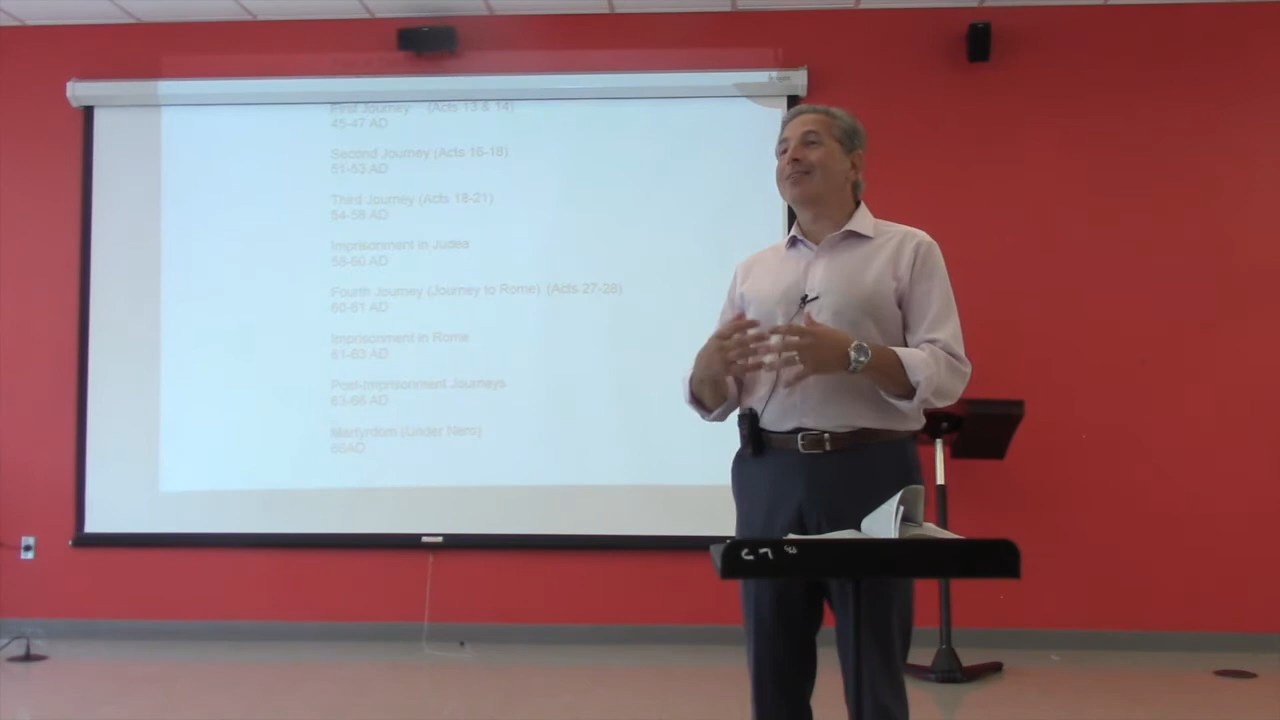 First Journey (Acts 13 & 14)
45-47 AD
Second Journey (Acts 16-18)
51-53 AD
Third Journey (Acts 18-21)
54-58 AD
Imprisonment in Judea
58-60 AD
Fourth Journey (Journey to Rome) (Acts 27-28)
60-61 AD
Imprisonment in Rome
61-63 AD
Post-Imprisonment Journeys
63-66 AD
Martyrdom (Under Nero)
66AD